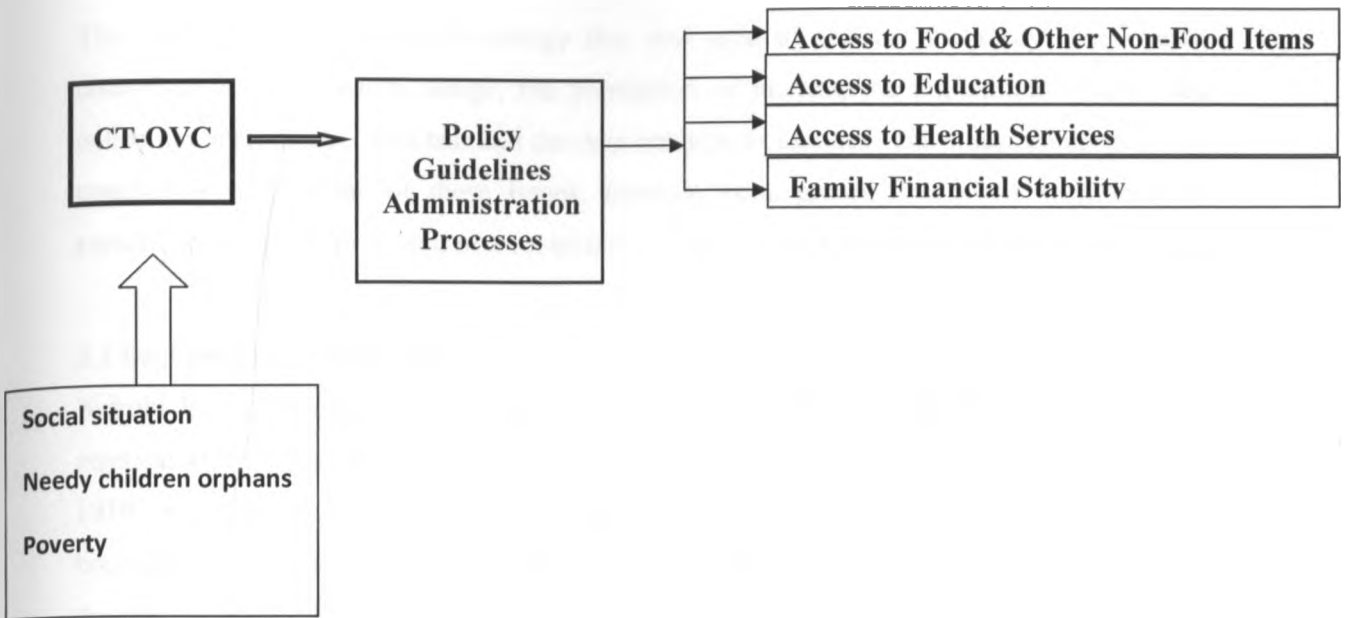 Access to Food & Other Non-Food Items
Access to Education
Access to Health Services
Family Financial Stability
CT-OVC
Policy
Guidelines
Administration
Processes
Social situation
Needy children orphans
Poverty